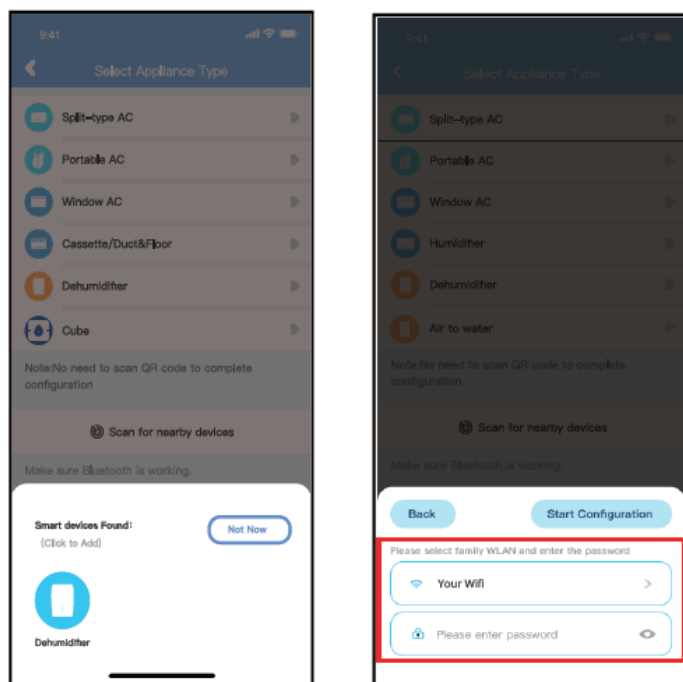 9:41
Select Appliance Type
Split-type AC
Portable AC
Window AC
Cassette/Duct&Floor
Dehumidifier
Cube
Note:No need to scan QR code to complete
configuration
Scan for nearby devices
Make sure Bluetooth is working.
Smart devices Found:
(Click to Add)
Not Now
Dehumidifier
9:41
Select Appliance Type
Split-type AC
Portable AC
Window AC
Humidifier
Dehumidifier
Air to water
Note:No need to scan QR code to complete
configuration
Scan for nearby devices
Make sure Bluetooth is working.
Back
Start Configuration
Please select family WLAN and enter the password
Your Wifi
Please enter password